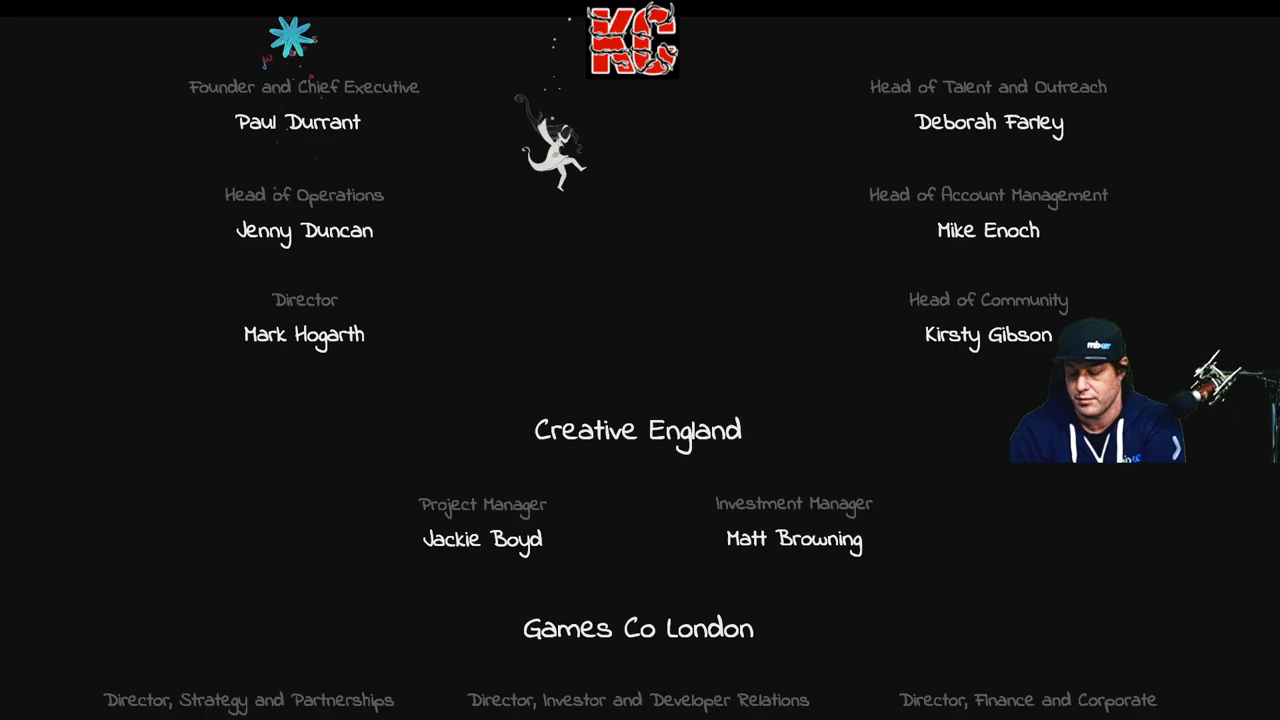 KC
Founder and Chief Executive
Head of Talent and Outreach
Paul Durrant
Deborah Farley
Head of Operations
Head of Account Management
Jenny Duncan
Mike Enoch
Director
Head of Community
Mark Hogarth
Kirsty Gibson
mixer
Creative England
Project Manager
Investment Manager
Jackie Boyd
Matt Browning
Games Co London
Director, Strategy and Partnerships
Director, Investor and Developer Relations
Director, Finance and Corporate